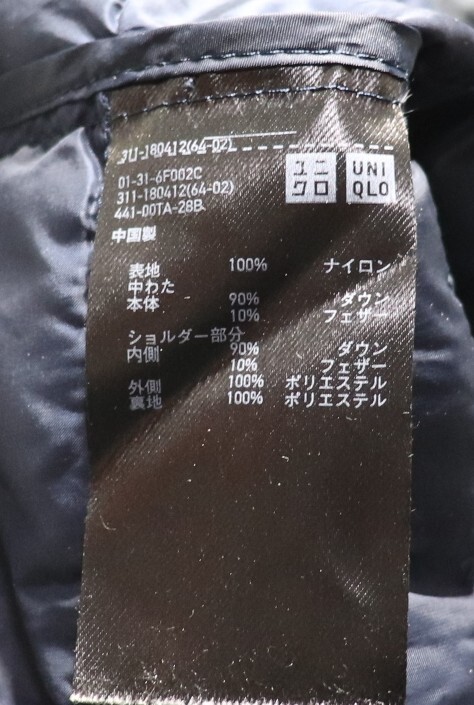 311-180412(64-02)
ユニクロ
UNIQLO
01-31-6F002C
311-180412(64-02)
441-00TA-28B
中国製
表地 100% ナイロン
中わた
本体 90% ダウン
10% フェザー
ショルダー部分
内側 90% ダウン
10% フェザー
外側 100% ポリエステル
裏地 100% ポリエステル